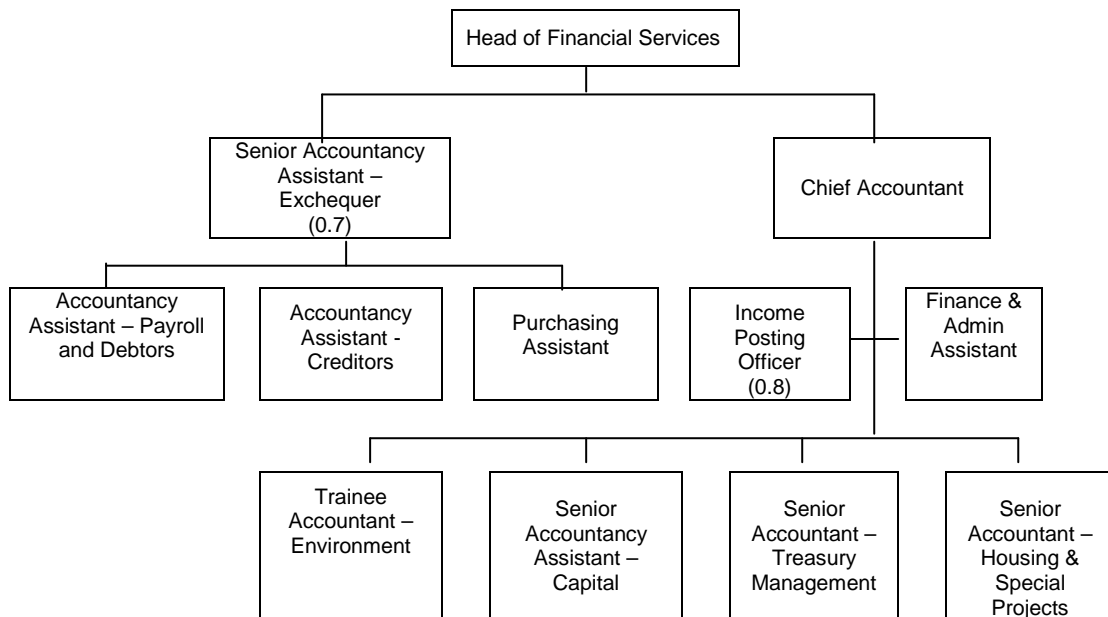 Head of Financial Services
Senior Accountancy
Assistant –
Exchequer
(0.7)
Chief Accountant
Accountancy
Assistant – Payroll
and Debtors
Accountancy
Assistant -
Creditors
Purchasing
Assistant
Income
Posting
Officer
(0.8)
Finance &
Admin
Assistant
Trainee
Accountant –
Environment
Senior
Accountancy
Assistant –
Capital
Senior
Accountant –
Treasury
Management
Senior
Accountant –
Housing &
Special
Projects